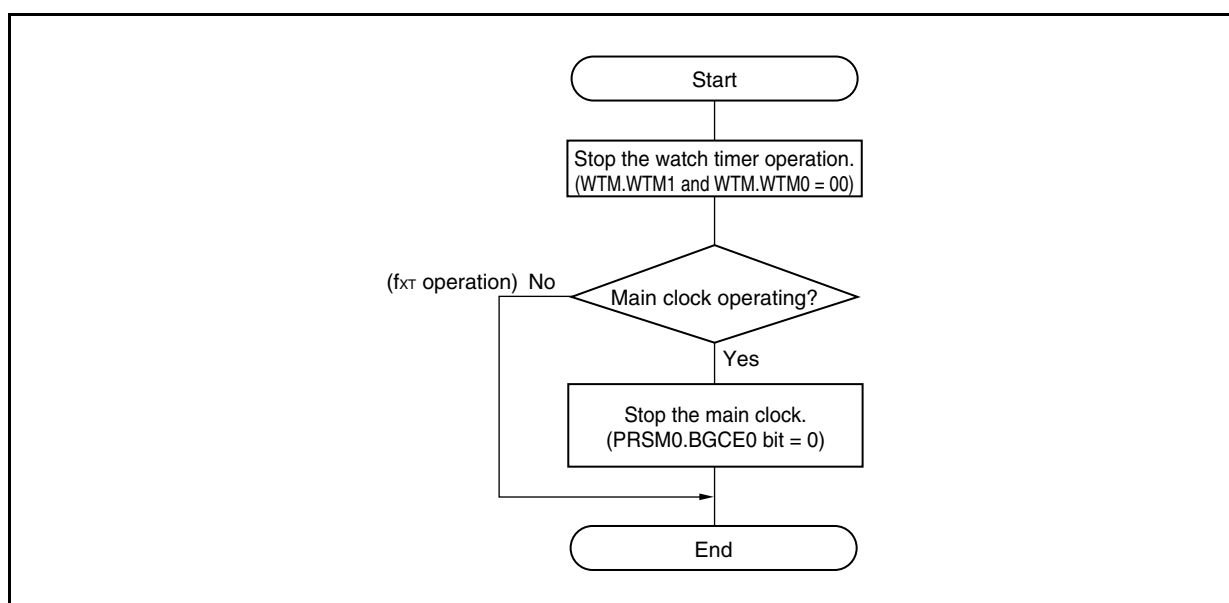 Start
Stop the watch timer operation.
(WTM.WTM1 and WTM.WTM0 = 00)
(fXT operation) No
Main clock operating?
Yes
Stop the main clock.
(PRSM0.BGCE0 bit = 0)
End